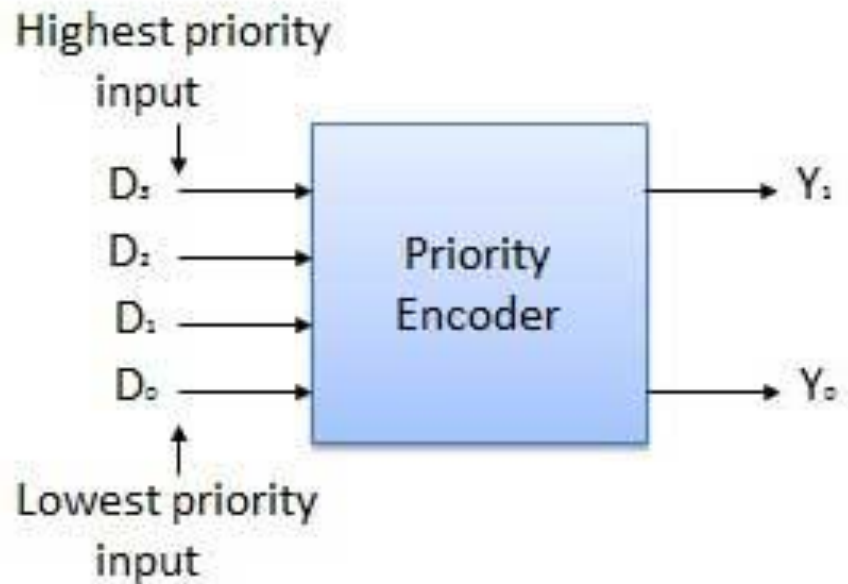 Highest priority
input
D₃
Y₁
D₂
Priority
D₁
Encoder
D₀
Y₀
Lowest priority
input